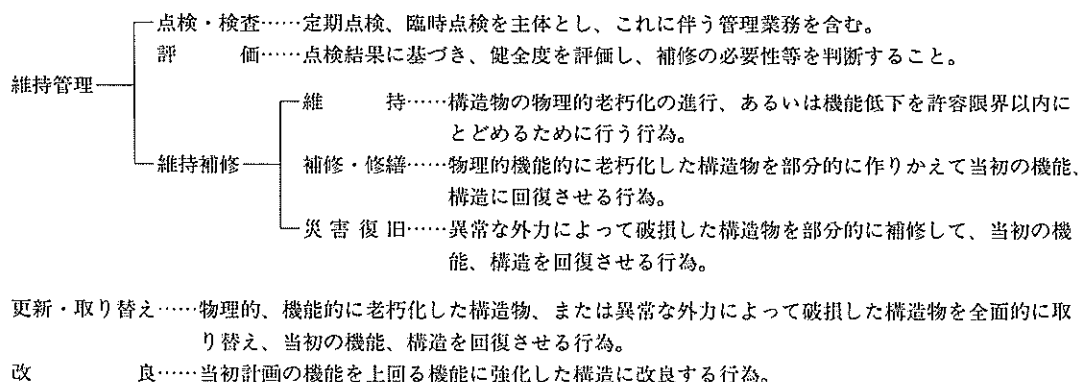 点検・検査……定期点検、臨時点検を主体とし、これに伴う管理業務を含む。
評　　価……点検結果に基づき、健全度を評価し、補修の必要性等を判断すること。
維持管理
維　　持……構造物の物理的老朽化の進行、あるいは機能低下を許容限界以内に
とどめるために行う行為。
維持補修　補修・修繕……物理的機能的に老朽化した構造物を部分的に作りかえて当初の機能、
構造に回復させる行為。
災害復旧……異常な外力によって破損した構造物を部分的に補修して、当初の機
能、構造を回復させる行為。
更新・取り替え……物理的、機能的に老朽化した構造物、または異常な外力によって破損した構造物を全面的に取
り替え、当初の機能、構造を回復させる行為。
改　　良……当初計画の機能を上回る機能に強化した構造に改良する行為。